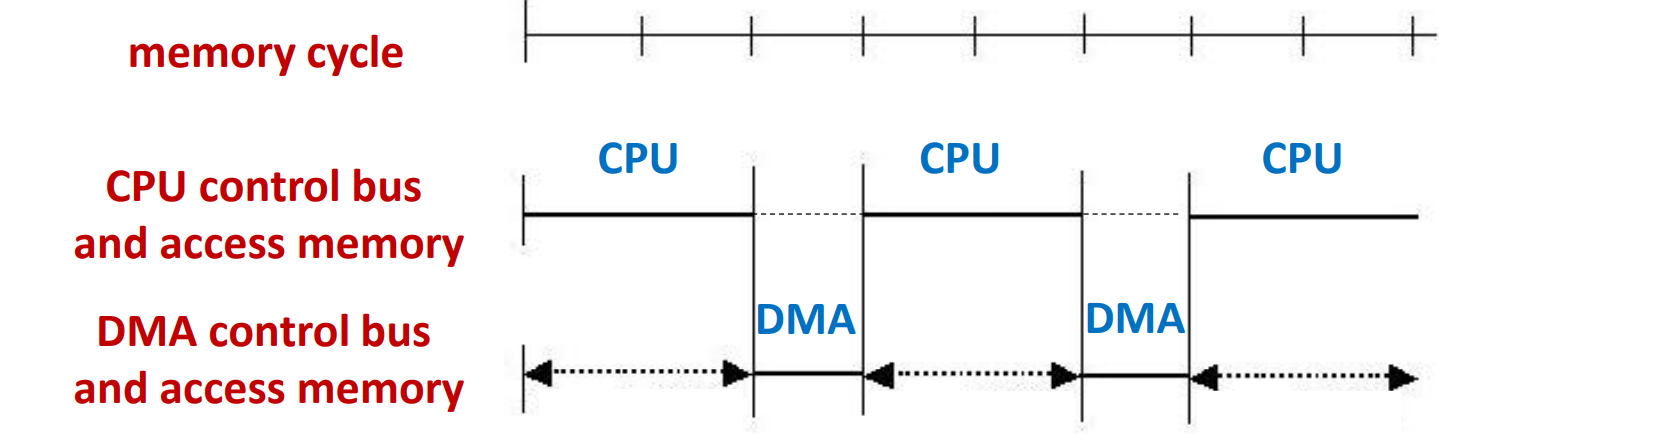 memory cycle
CPU CPU CPU
CPU control bus
and access memory
DMA DMA
DMA control bus
and access memory